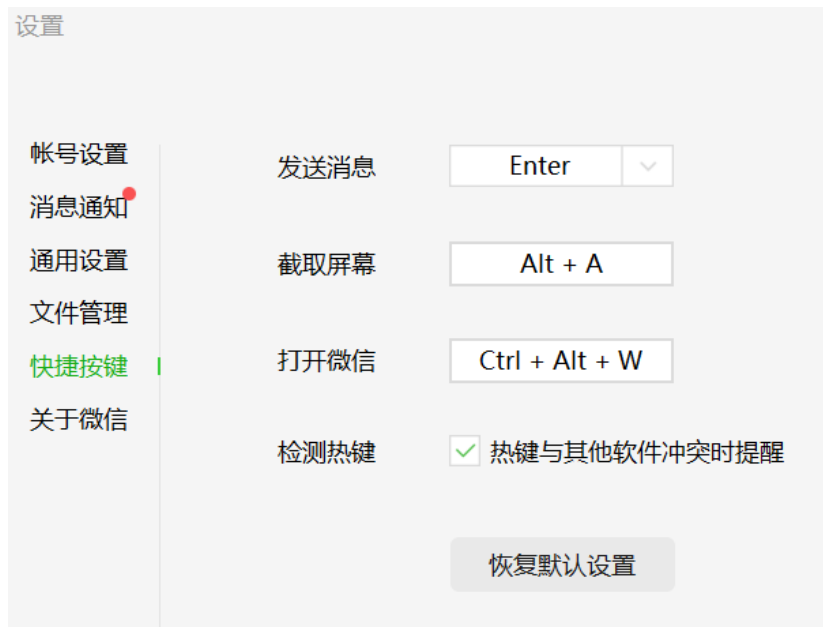 设置
帐号设置
消息通知
通用设置
文件管理
快捷按键
关于微信
发送消息 Enter
截取屏幕 Alt + A
打开微信 Ctrl + Alt + W
检测热键 热键与其他软件冲突时提醒
恢复默认设置